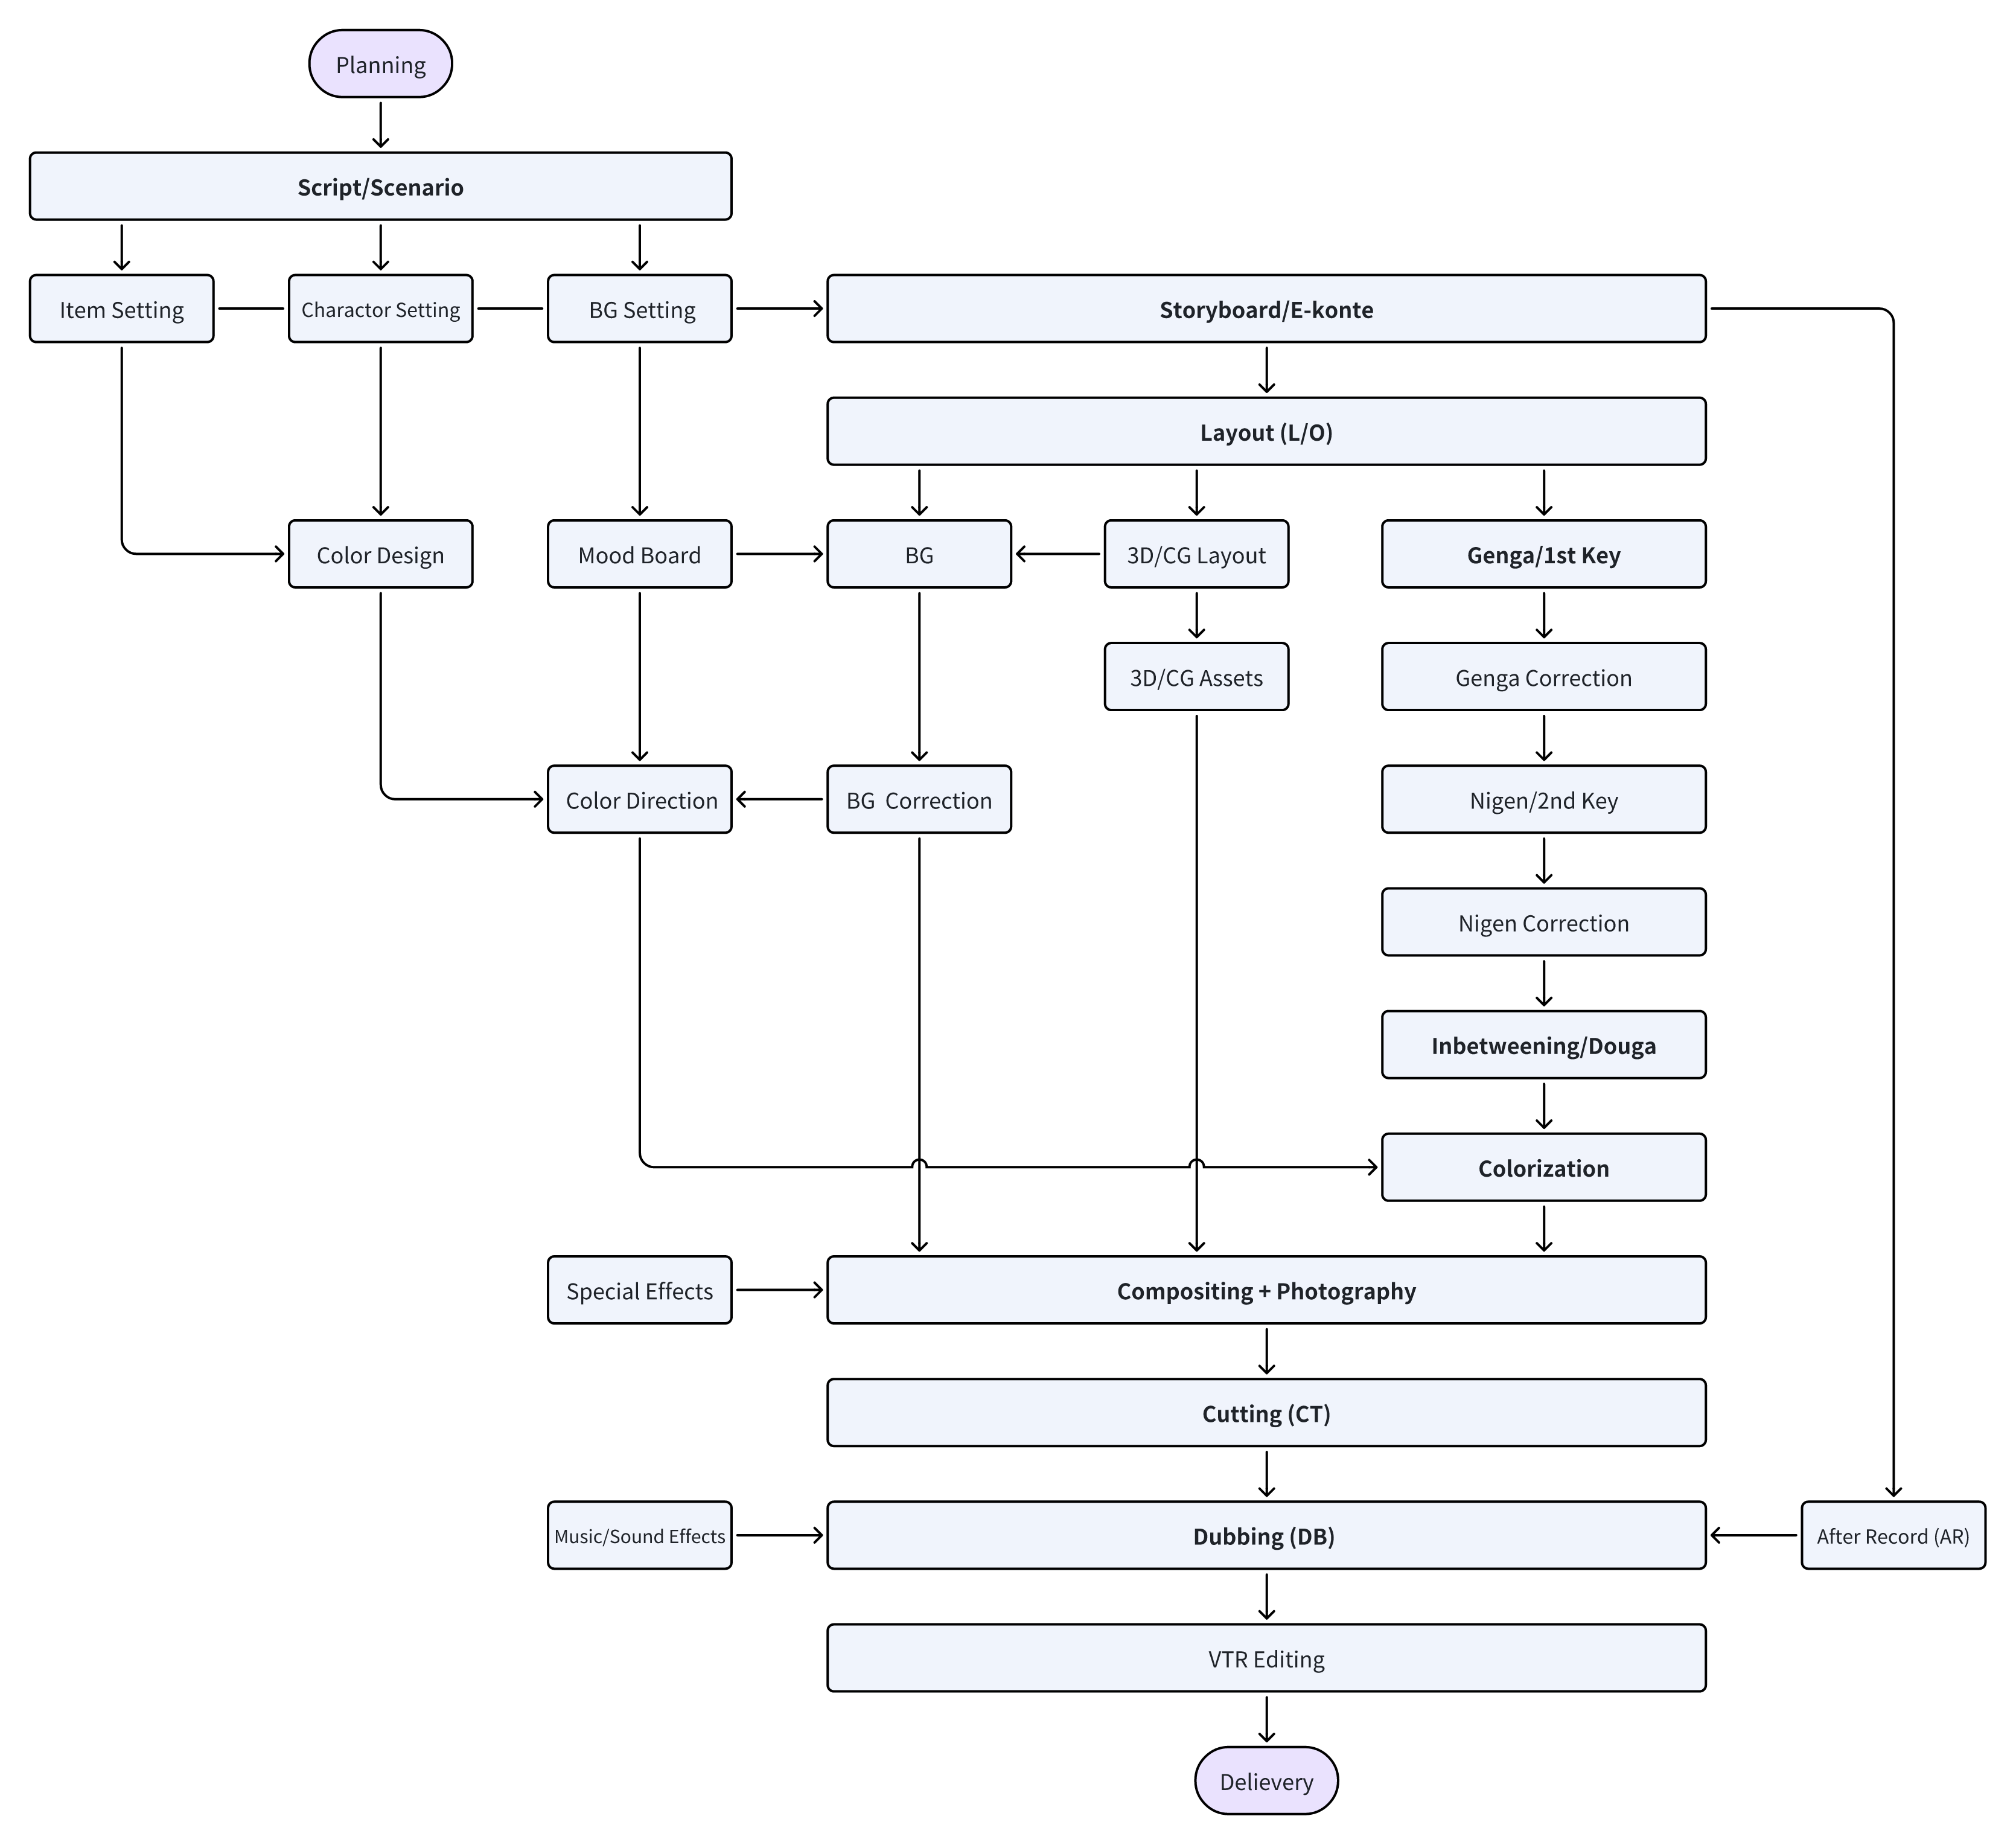 Planning
Script/Scenario
Item Setting
Charactor Setting
BG Setting
Storyboard/E-konte
Layout (L/O)
Color Design
Mood Board
BG
3D/CG Layout
Genga/1st Key
3D/CG Assets
Genga Correction
Color Direction
BG Correction
Nigen/2nd Key
Nigen Correction
Inbetweening/Douga
Colorization
Special Effects
Compositing + Photography
Cutting (CT)
Music/Sound Effects
Dubbing (DB)
After Record (AR)
VTR Editing
Delievery